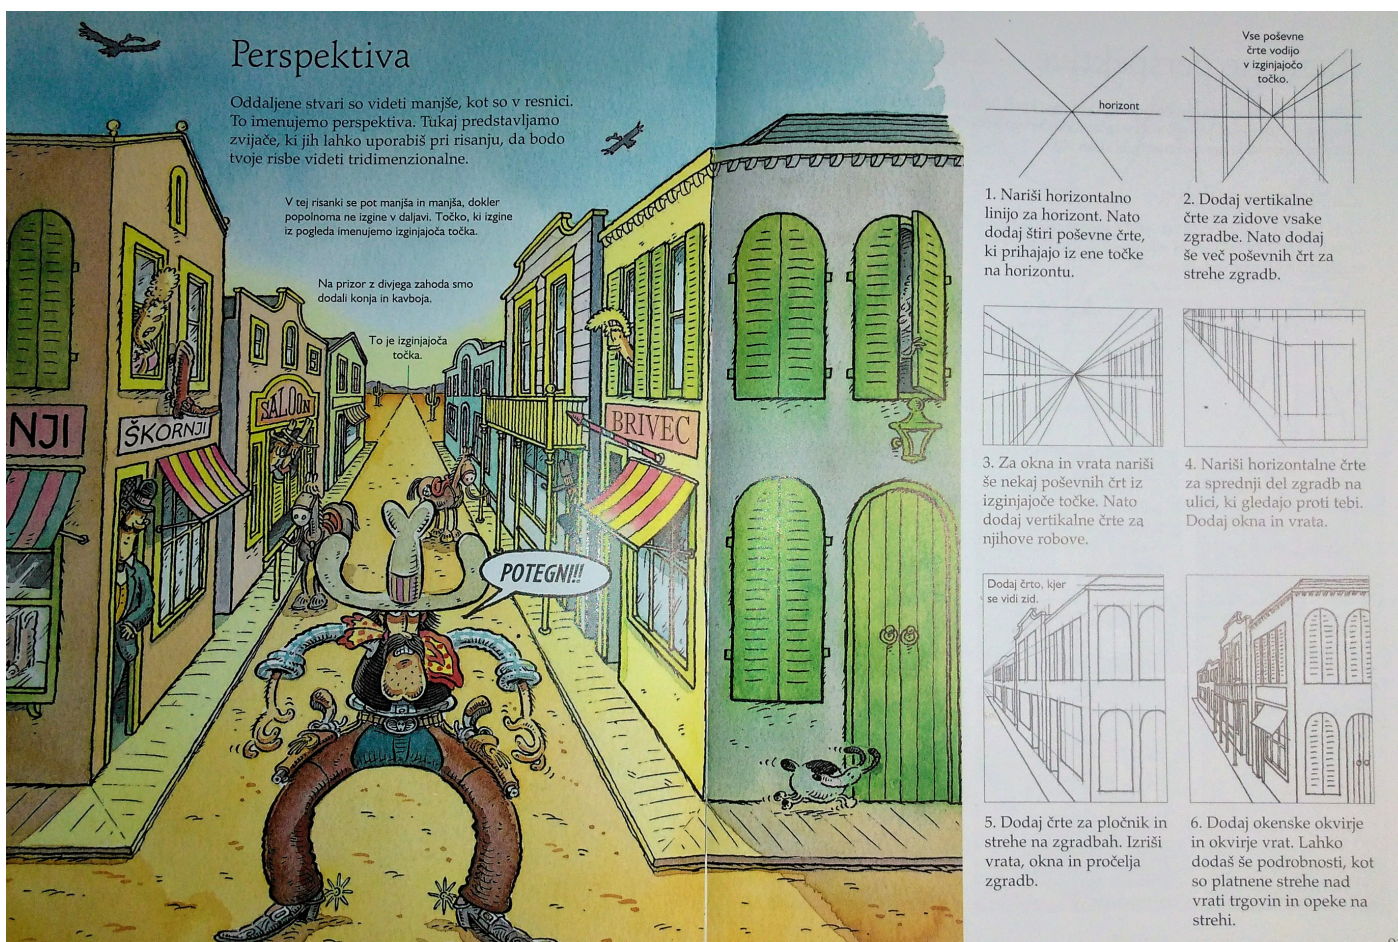 Perspektiva
Oddaljene stvari so videti manjše, kot so v resnici.
To imenujemo perspektiva. Tukaj predstavljamo
zvijače, ki jih lahko uporabiš pri risanju, da bodo
tvoje risbe videti tridimenzionalne.
V tej risanki se pot manjša in manjša, dokler
popolnoma ne izgine v daljavi. Točko, ki izgine
iz pogleda imenujemo izginjajoča točka.
Na prizor z divjega zahoda smo
dodali konja in kavboja.
To je izginjajoča
točka.
NJI
ŠKORNJI
SALOON
BRIVEC
POTEGNI!!!
horizont
1. Nariši horizontalno
linijo za horizont. Nato
dodaj štiri poševne črte,
ki prihajajo iz ene točke
na horizontu.
Vse poševne
črte vodijo
v izginjajočo
točko.
2. Dodaj vertikalne
črte za zidove vsake
zgradbe. Nato dodaj
še več poševnih črt za
strehe zgradb.
3. Za okna in vrata nariši
še nekaj poševnih črt iz
izginjajoče točke. Nato
dodaj vertikalne črte za
njihove robove.
4. Nariši horizontalne črte
za sprednji del zgradb na
ulici, ki gledajo proti tebi.
Dodaj okna in vrata.
Dodaj črto, kjer
se vidi zid.
5. Dodaj črte za pločnik in
strehe na zgradbah. Izriši
vrata, okna in pročelja
zgradb.
6. Dodaj okenske okvirje
in okvirje vrat. Lahko
dodaš še podrobnosti, kot
so platnene strehe nad
vrati trgovin in opeke na
strehi.